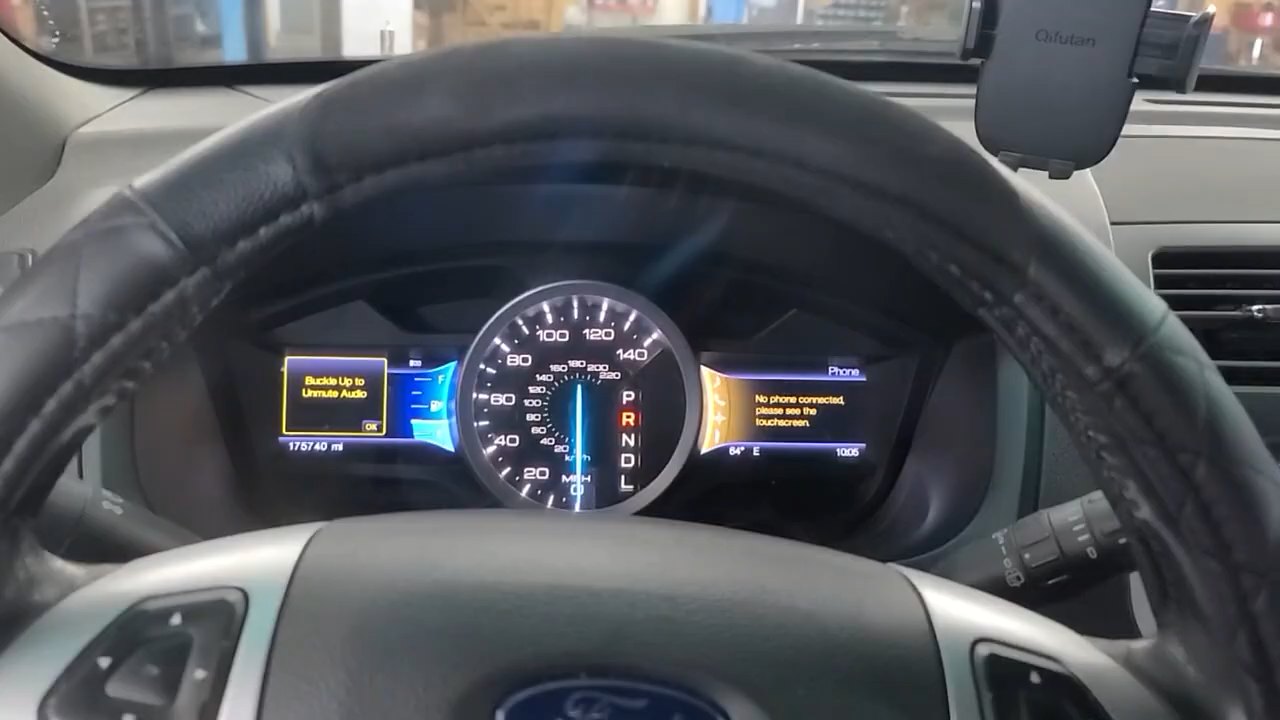 Qifutan
Buckle Up to
Unmute Audio
OK
175740 mi
F
100
120
80
140
60
40
20
160
180
200
140
220
120
100
80
60
40
20
km/h
MPH
0
P
R
N
D
L
Phone
No phone connected,
please see the
touchscreen.
64° E
10:05
Ford